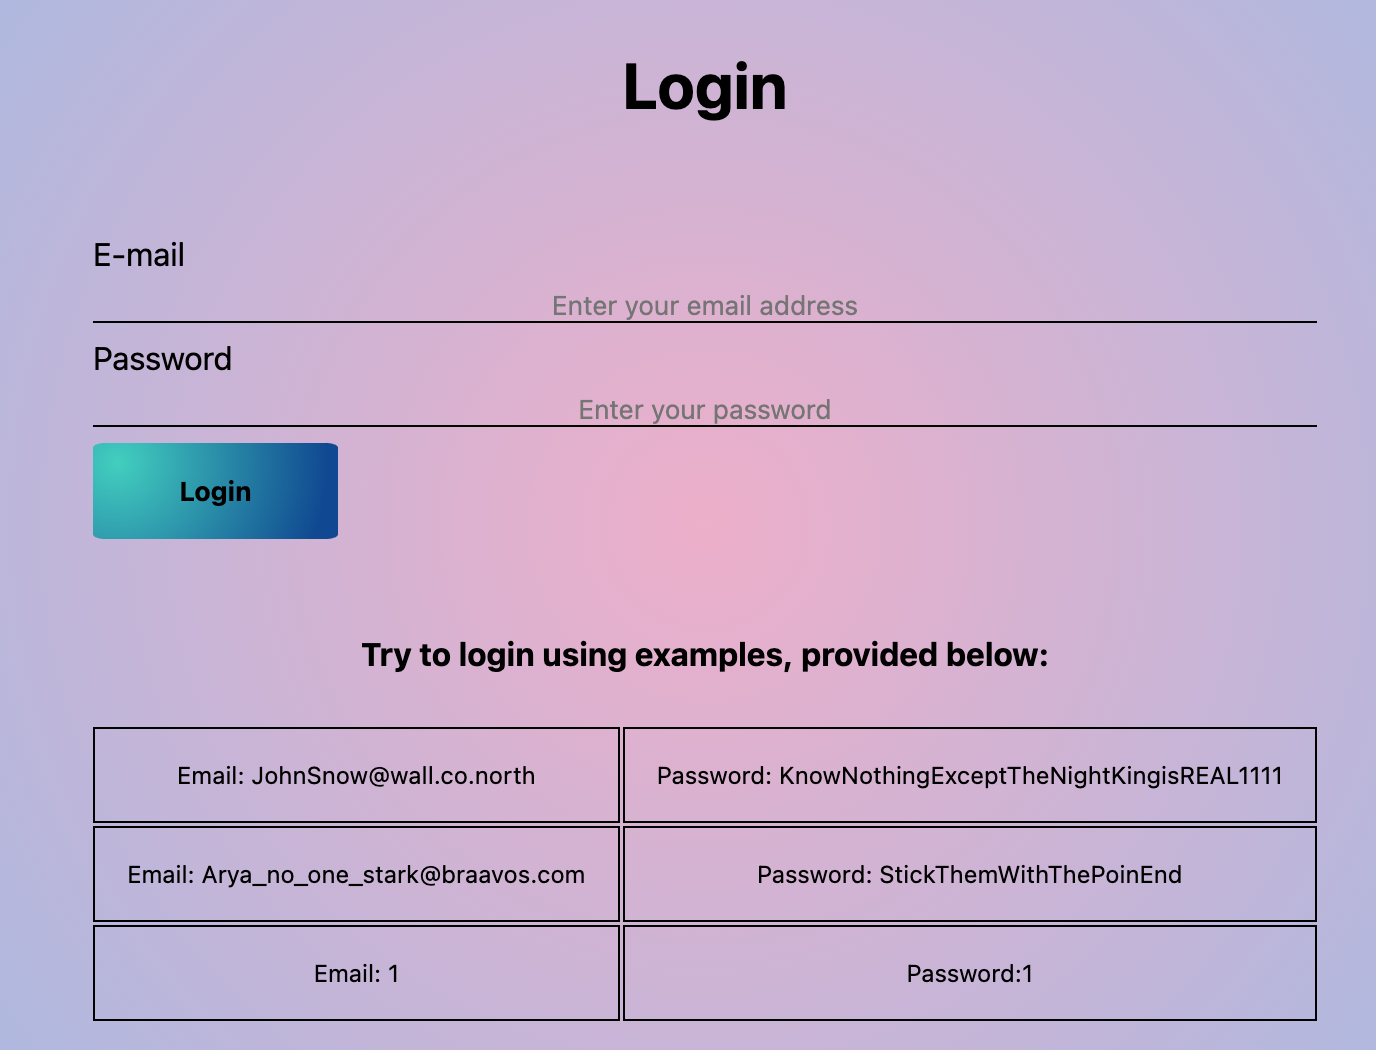 Login
E-mail
Enter your email address
Password
Enter your password
Login
Try to login using examples, provided below:
Email: JohnSnow@wall.co.north
Password: KnowNothingExceptTheNightKingisREAL1111
Email: Arya_no_one_stark@braavos.com
Password: StickThemWithThePoinEnd
Email: 1
Password:1